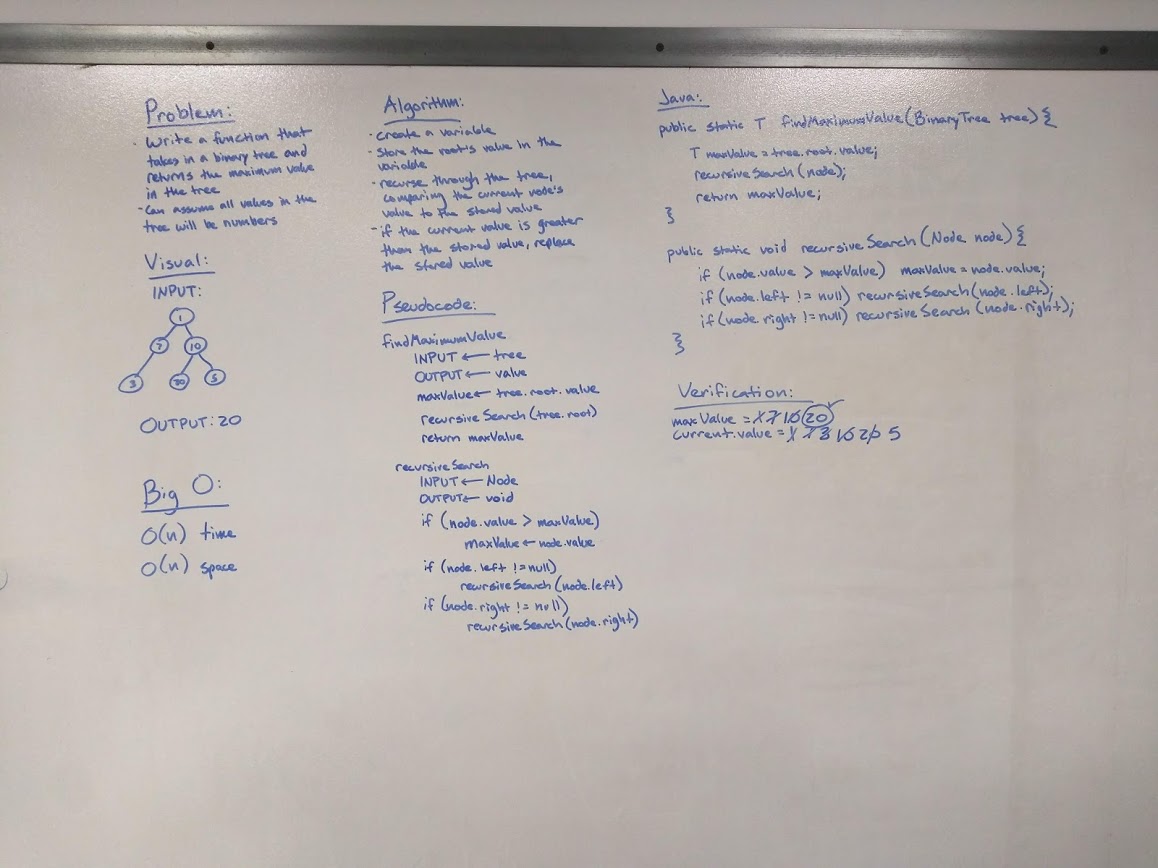 Problem:
· Write a function that
takes in a binary tree and
returns the maximum value
in the tree
- Can assume all values in the
tree will be numbers
Visual:
INPUT:
1
7 10
3 20 5
OUTPUT: 20
Big O:
O(n) time
O(n) space
Algorithm:
· create a variable
· Store the root's value in the
variable
· recurse through the tree,
comparing the current node's
value to the stored value
- if the current value is greater
than the stored value, replace
the stored value
Pseudocode:
findMaximumValue
INPUT ← tree
OUTPUT ← value
maxValue ← tree.root.value
recursiveSearch(tree.root)
return maxValue
recursiveSearch
INPUT ← Node
OUTPUT ← void
if (node.value > maxValue)
maxValue ← node.value
if (node.left != null)
recursiveSearch(node.left)
if (node.right != null)
recursiveSearch(node.right)
Java:
public static T findMaximumValue(BinaryTree tree) {
T maxValue = tree.root.value;
recursiveSearch(node);
return maxValue;
}
public static void recursiveSearch(Node node) {
if (node.value > maxValue) maxValue = node.value;
if (node.left != null) recursiveSearch(node.left);
if (node.right != null) recursiveSearch(node.right);
}
Verification:
maxValue = 1 7 10 20 ✓
current.value = 1 7 3 10 20 5